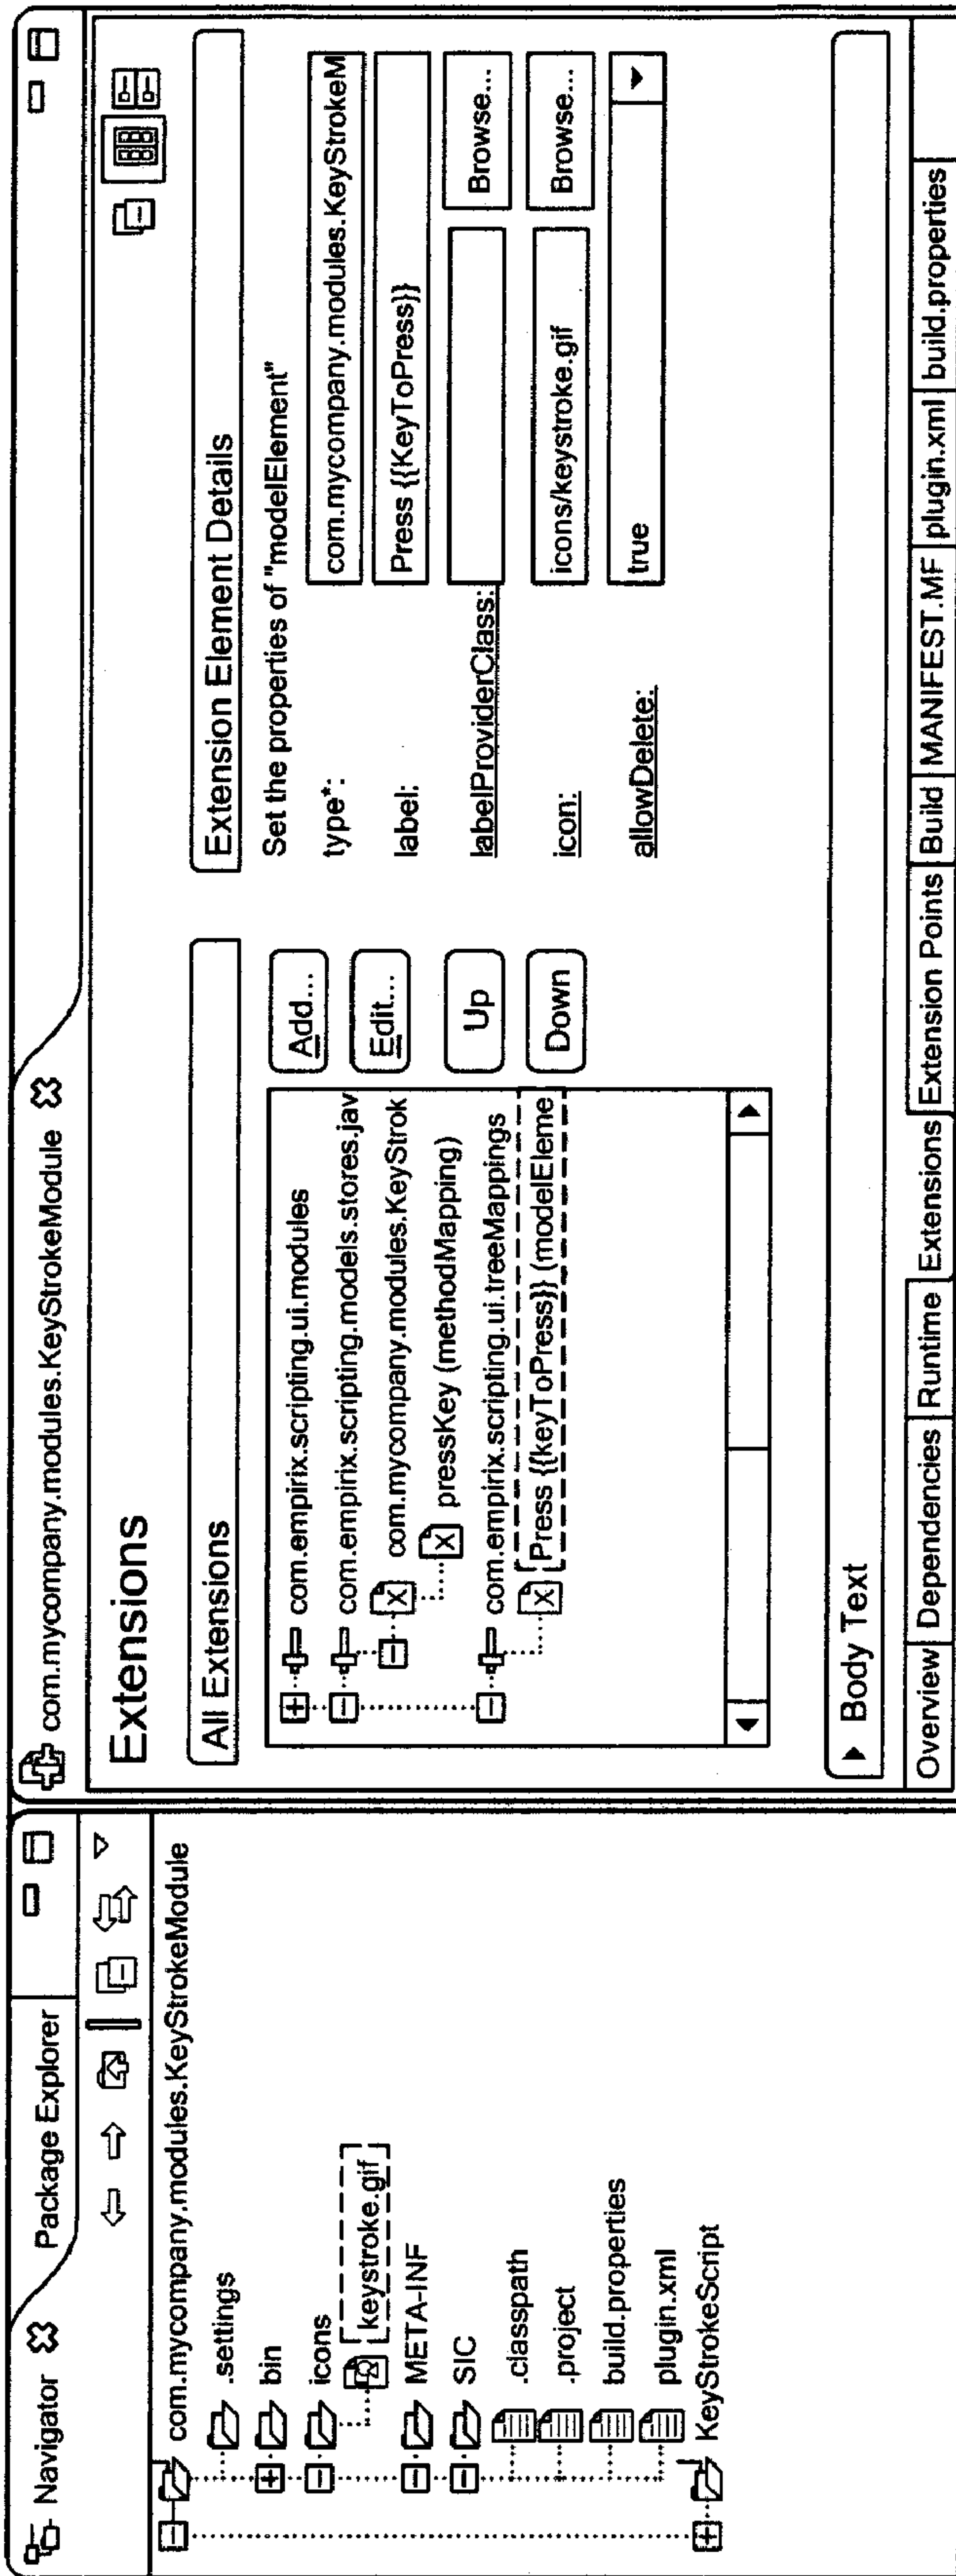 Navigator
Package Explorer
com.mycompany.modules.KeyStrokeModule
.settings
bin
icons
keystroke.gif
META-INF
SIC
.classpath
.project
build.properties
plugin.xml
KeyStrokeScript
com.mycompany.modules.KeyStrokeModule
Extensions
All Extensions
com.empirix.scripting.ui.modules
com.empirix.scripting.models.stores.jav
com.mycompany.modules.KeyStrok
pressKey (methodMapping)
com.empirix.scripting.ui.treeMappings
Press {{keyToPress}} (modelEleme
Add...
Edit...
Up
Down
Extension Element Details
Set the properties of "modelElement"
type*: com.mycompany.modules.KeyStrokeM
label: Press {{KeyToPress}}
labelProviderClass: Browse...
icon: icons/keystroke.gif Browse...
allowDelete: true
Body Text
Overview Dependencies Runtime Extensions Extension Points Build MANIFEST.MF plugin.xml build.properties